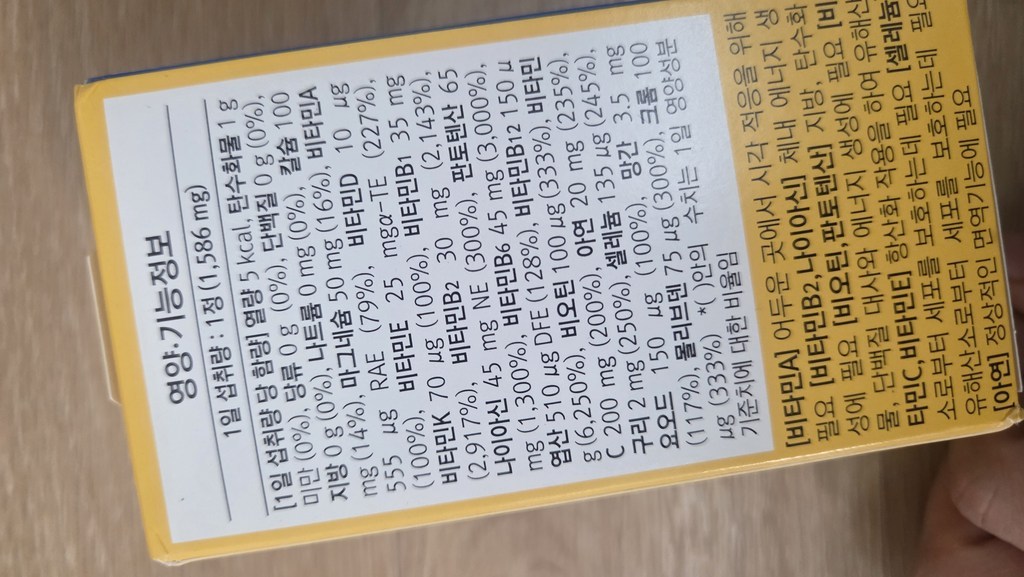 영양·기능정보
1일 섭취량 : 1정 (1,586 mg)
[1일 섭취량 당 함량] 열량 5 kcal, 탄수화물 1 g
미만 (0%), 당류 0 g (0%), 단백질 0 g (0%),
지방 0 g (0%), 나트륨 0 mg (0%), 칼슘 100
mg (14%), 마그네슘 50 mg (16%), 비타민A
555 μg RAE (79%), 비타민D 10 μg
(100%), 비타민E 25 mgα-TE (227%),
비타민K 70 μg (100%), 비타민B1 35 mg
(2,917%), 비타민B2 30 mg (2,143%),
나이아신 45 mg NE (300%), 판토텐산 65
mg (1,300%), 비타민B6 45 mg (3,000%),
엽산 510 μg DFE (128%), 비타민B12 150 μ
g (6,250%), 비오틴 100 μg (333%), 비타민
C 200 mg (200%), 아연 20 mg (235%),
구리 2 mg (250%), 셀레늄 135 μg (245%),
요오드 150 μg (100%), 망간 3.5 mg
(117%), 몰리브덴 75 μg (300%), 크롬 100
μg (333%) *( )안의 수치는 1일 영양성분
기준치에 대한 비율임
[비타민A] 어두운 곳에서 시각 적응을 위해
필요 [비타민B2,나이아신] 체내 에너지 생
성에 필요 [비오틴,판토텐산] 지방, 탄수화
물, 단백질 대사와 에너지 생성에 필요 [비
타민C, 비타민E] 항산화 작용을 하여 유해산
소로부터 세포를 보호하는데 필요 [셀레늄]
유해산소로부터 세포를 보호하는데 필요
[아연] 정상적인 면역기능에 필요